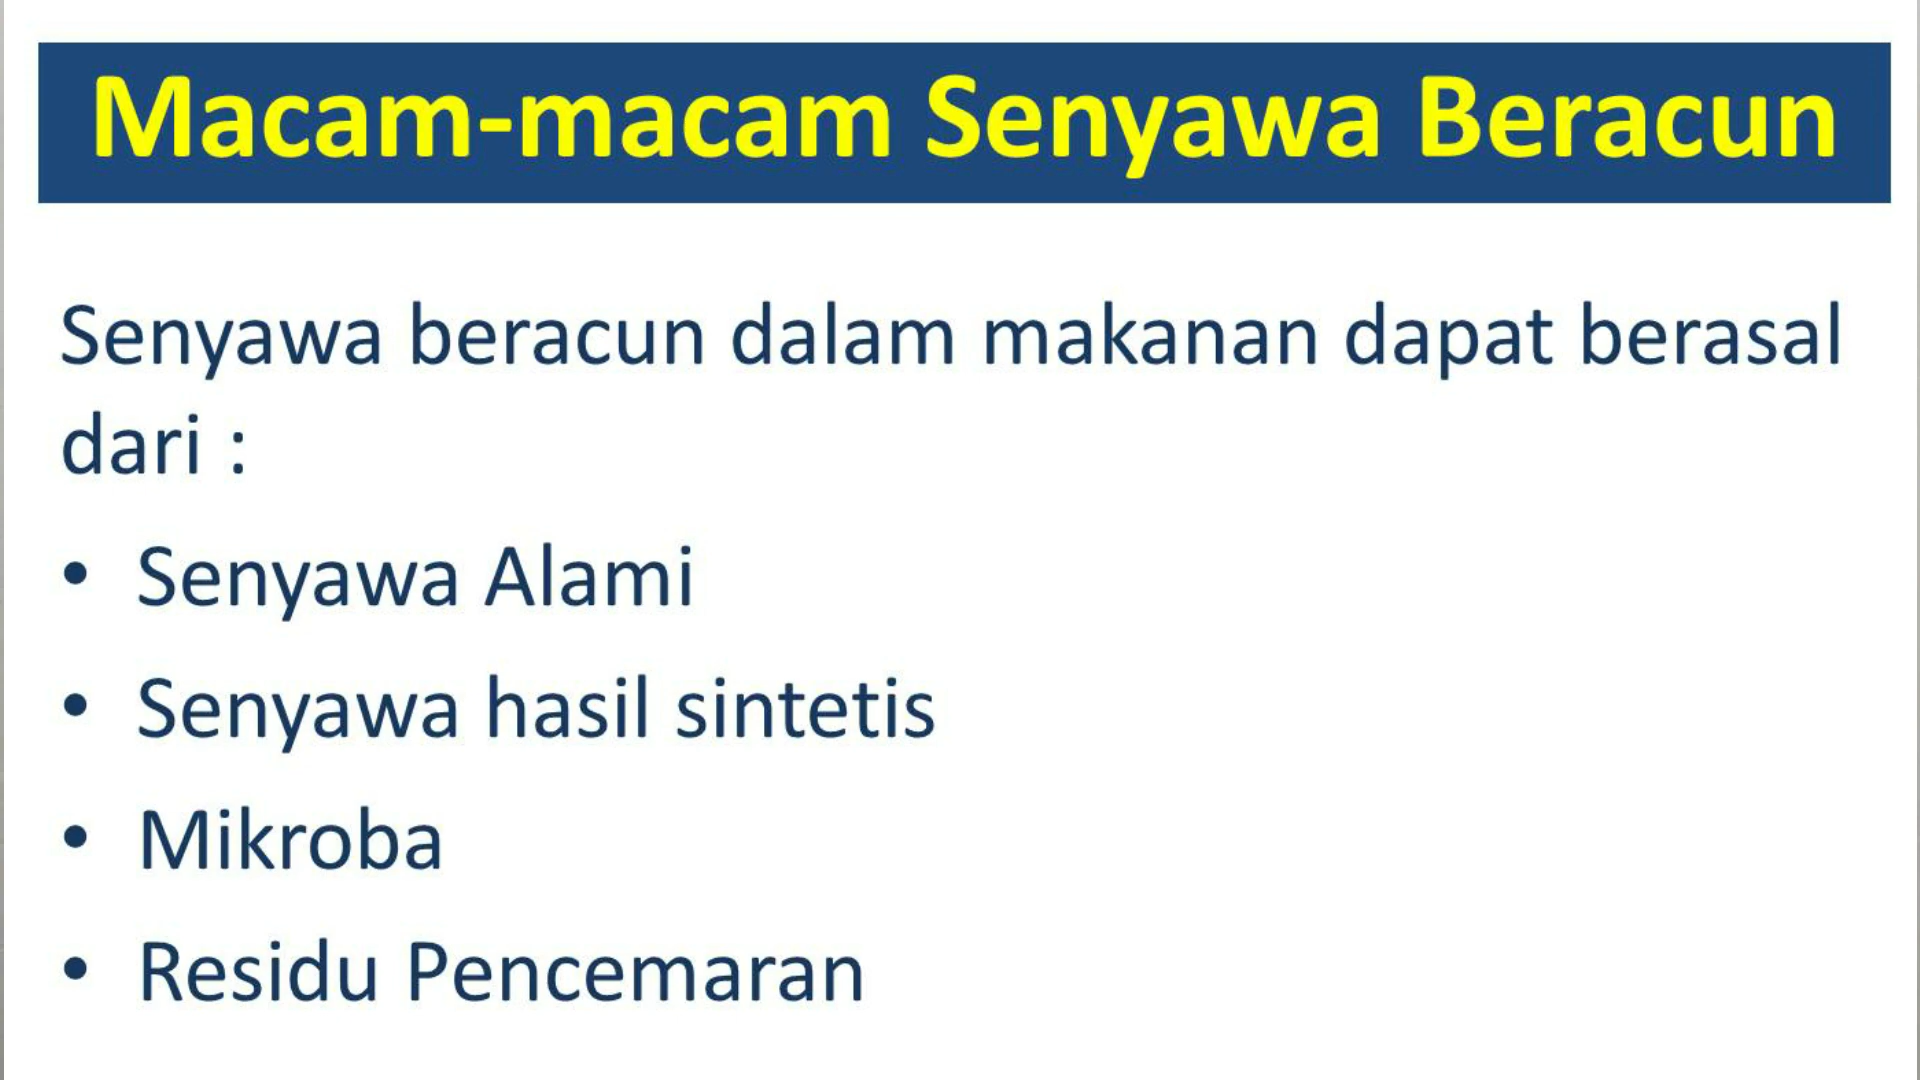 Macam-macam Senyawa Beracun
Senyawa beracun dalam makanan dapat berasal
dari :
• Senyawa Alami
• Senyawa hasil sintetis
• Mikroba
• Residu Pencemaran